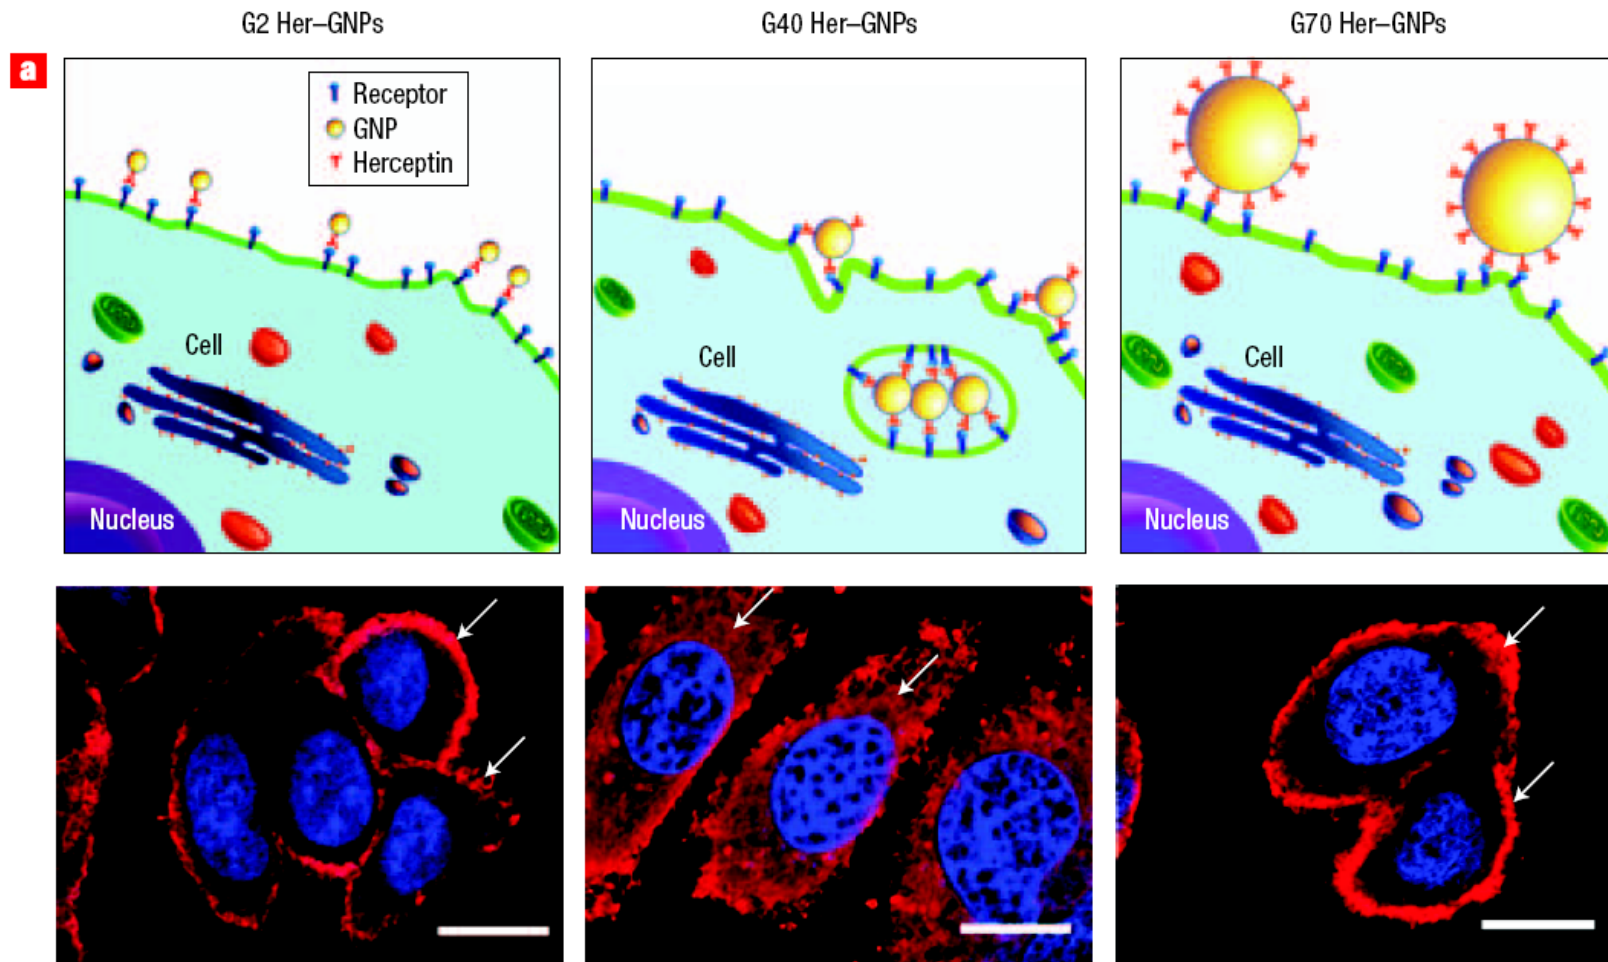 G2 Her–GNPs
G40 Her–GNPs
G70 Her–GNPs
a
Receptor
GNP
Herceptin
Cell
Nucleus
Cell
Nucleus
Cell
Nucleus